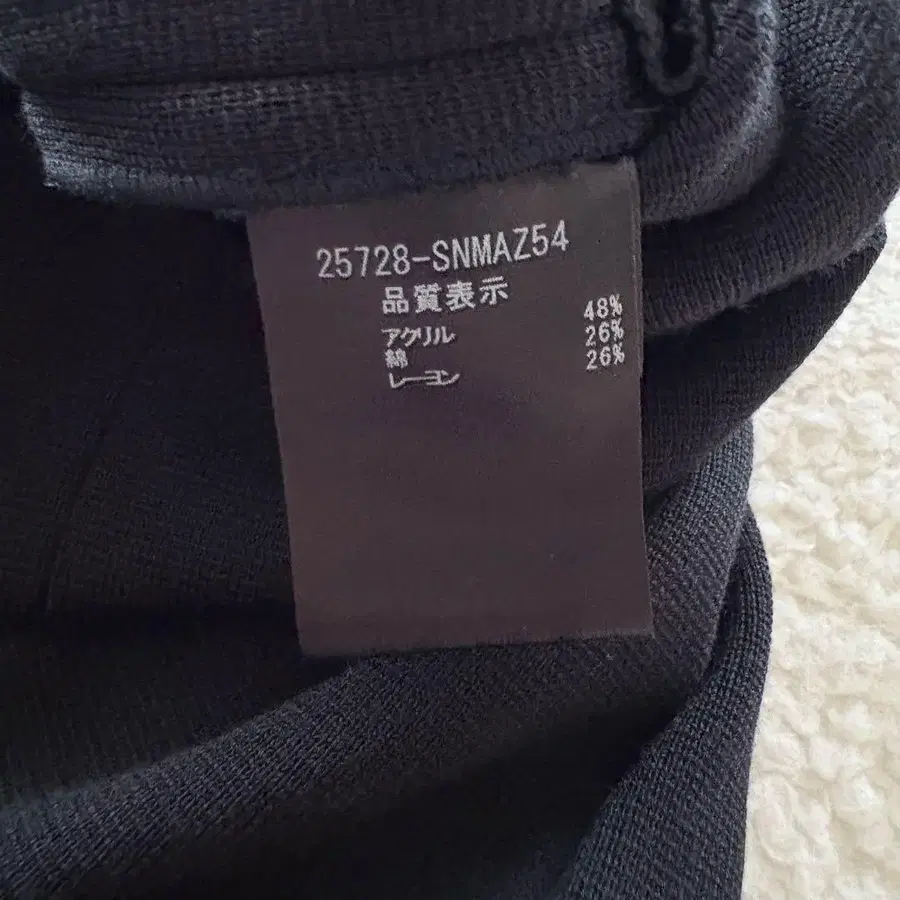 25728-SNMAZ54
品質表示
アクリル 48%
綿 26%
レーヨン 26%